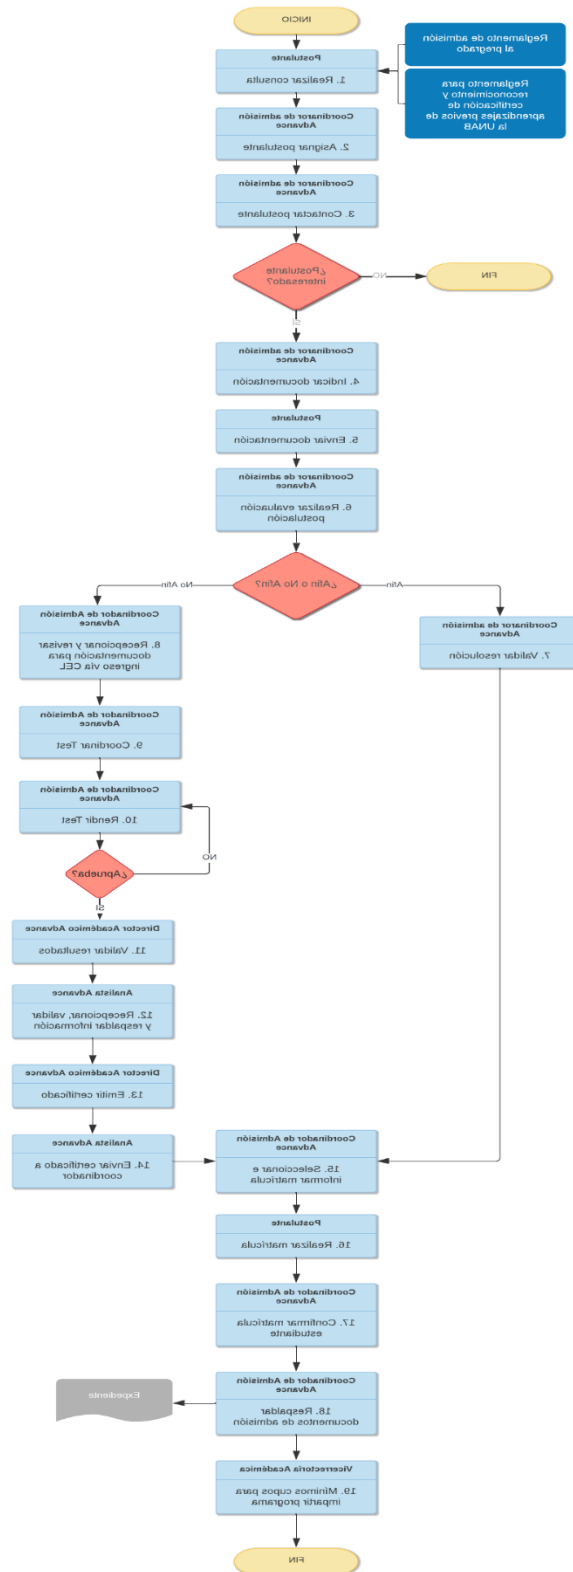 INICIO
Reglamento de admisión
al pregrado
Reglamento para
reconocimiento y
certificación de
aprendizajes previos de
la UNAB
Postulante
1. Realizar consulta
Coordinaror de admisión
Advance
2. Asignar postulante
Coordinaror de admisión
Advance
3. Contactar postulante
¿Postulante
interesado?
NO
FIN
SI
Coordinaror de admisión
Advance
4. Indicar documentación
Postulante
5. Enviar documentación
Coordinaror de admisión
Advance
6. Realizar evaluación
postulación
¿Afín o No Afín?
No Afín
Afín
Coordinador de Admisión
Advance
8. Recepcionar y revisar
documentación para
ingreso vía CEL
Coordinaror de admisión
Advance
7. Validar resolución
Coordinador de Admisión
Advance
9. Coordinar Test
Coordinador de Admisión
Advance
10. Rendir Test
NO
¿Aprueba?
SI
Director Académico Advance
11. Validar resultados
Analista Advance
12. Recepcionar, validar
y respaldar información
Director Académico Advance
13. Emitir certificado
Analista Advance
14. Enviar certificado a
coordinador
Coordinador de Admisión
Advance
15. Seleccionar e
informar matrícula
Postulante
16. Realizar matrícula
Coordinador de Admisión
Advance
17. Confirmar matrícula
estudiante
Coordinador de Admisión
Advance
18. Respaldar
documentos de admisión
Expediente
Vicerrectoría Académica
19. Mínimos cupos para
impartir programa
FIN